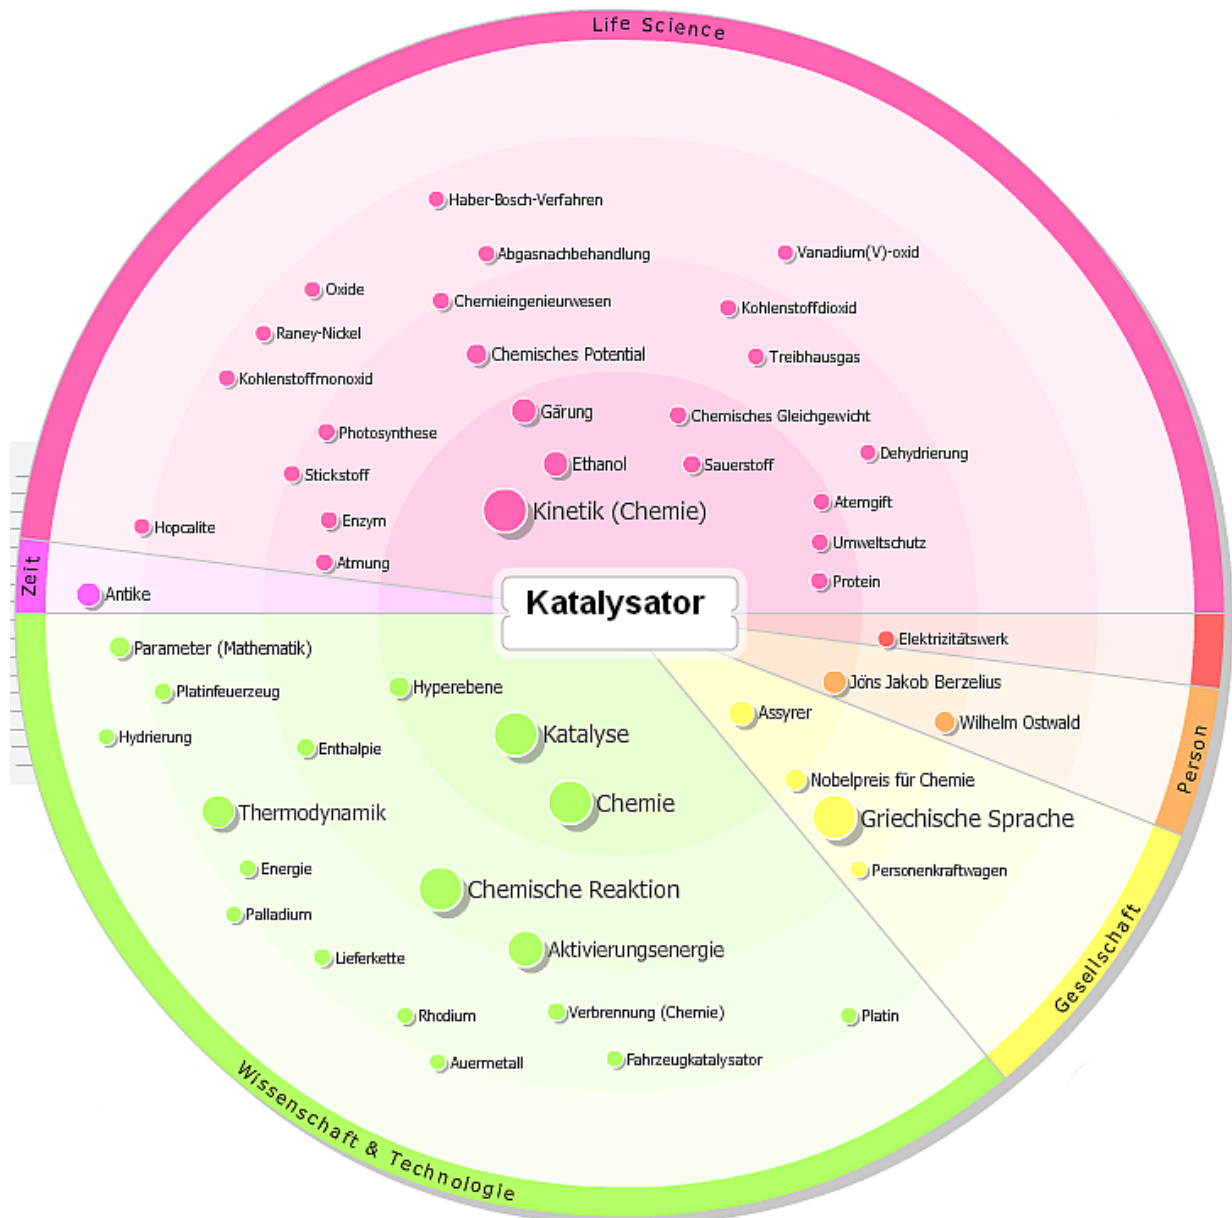 Life Science
Haber-Bosch-Verfahren
Abgasnachbehandlung
Vanadium(V)-oxid
Oxide
Chemieingenieurwesen
Kohlenstoffdioxid
Raney-Nickel
Chemisches Potential
Treibhausgas
Kohlenstoffmonoxid
Gärung
Chemisches Gleichgewicht
Photosynthese
Dehydrierung
Stickstoff
Ethanol
Sauerstoff
Atemgift
Kinetik (Chemie)
Hopcalite
Enzym
Umweltschutz
Atmung
Protein
Zeit
Antike
Katalysator
Elektrizitätswerk
Parameter (Mathematik)
Jöns Jakob Berzelius
Platinfeuerzeug
Hyperebene
Assyrer
Wilhelm Ostwald
Hydrierung
Katalyse
Enthalpie
Person
Nobelpreis für Chemie
Chemie
Thermodynamik
Griechische Sprache
Energie
Personenkraftwagen
Chemische Reaktion
Palladium
Aktivierungsenergie
Lieferkette
Gesellschaft
Rhodium
Verbrennung (Chemie)
Platin
Auermetall
Fahrzeugkatalysator
Wissenschaft & Technologie